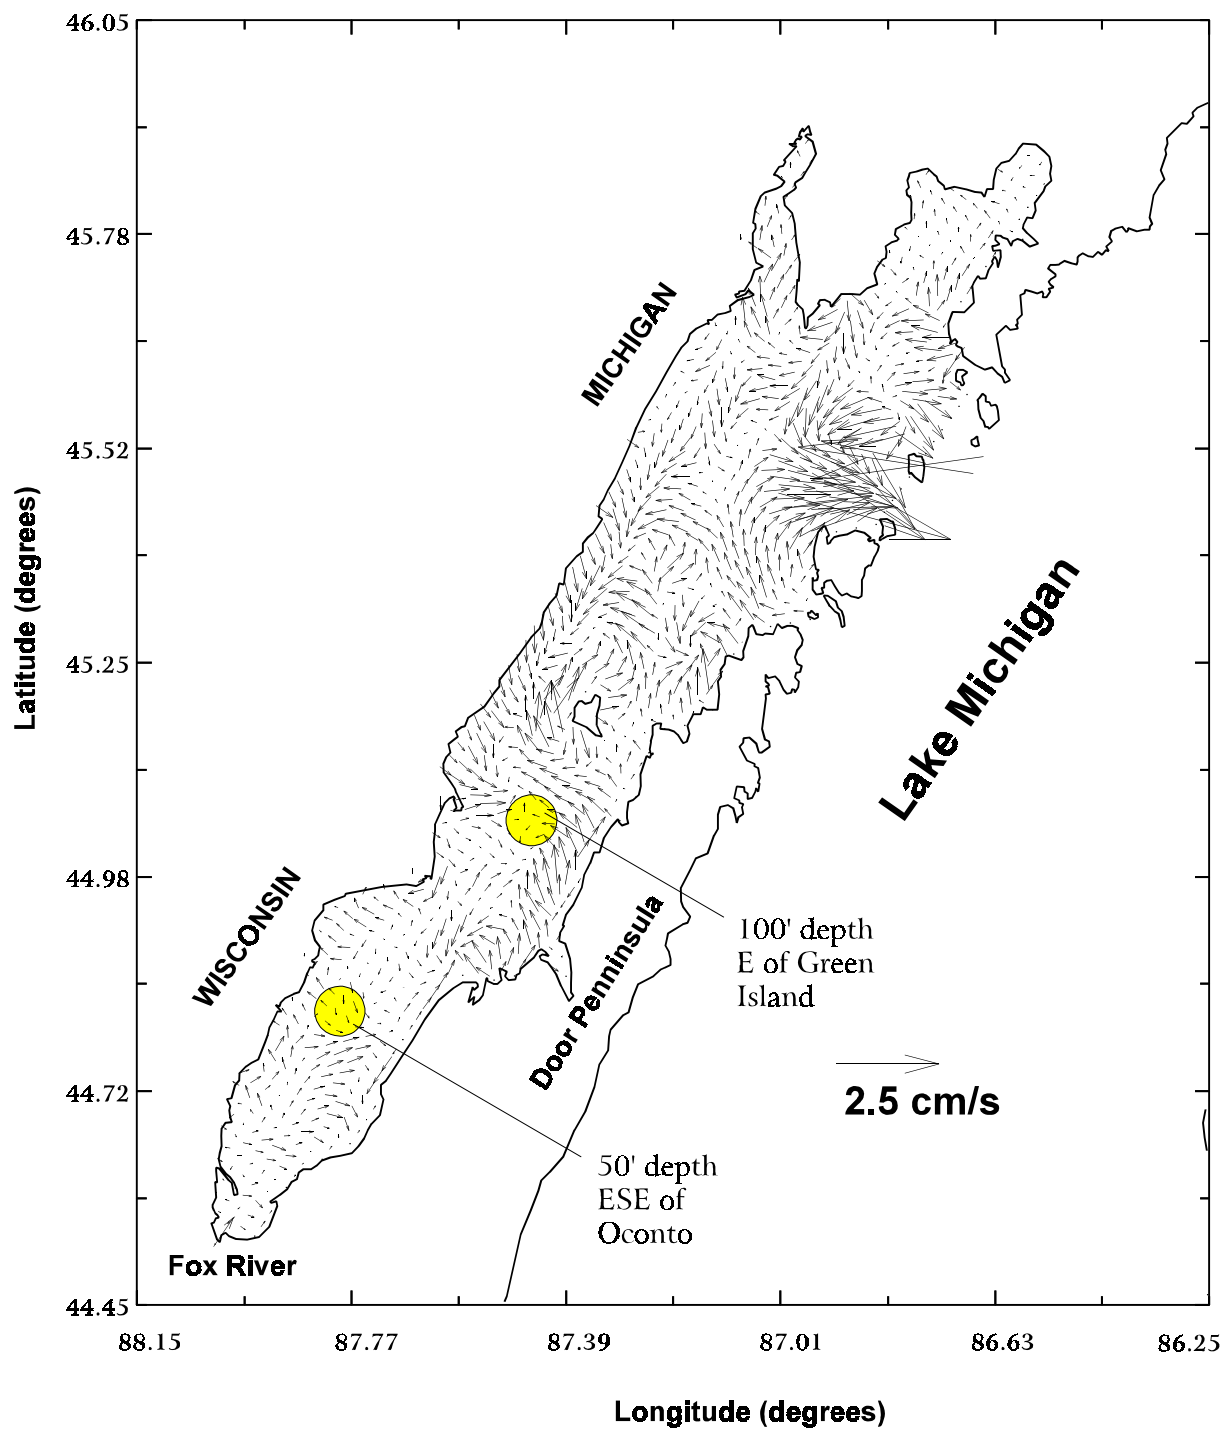 46.05
45.78
45.52
45.25
44.98
44.72
44.45
88.15
87.77
87.39
87.01
86.63
86.25
Latitude (degrees)
Longitude (degrees)
MICHIGAN
WISCONSIN
Lake Michigan
Door Penninsula
100' depth
E of Green
Island
2.5 cm/s
50' depth
ESE of
Oconto
Fox River